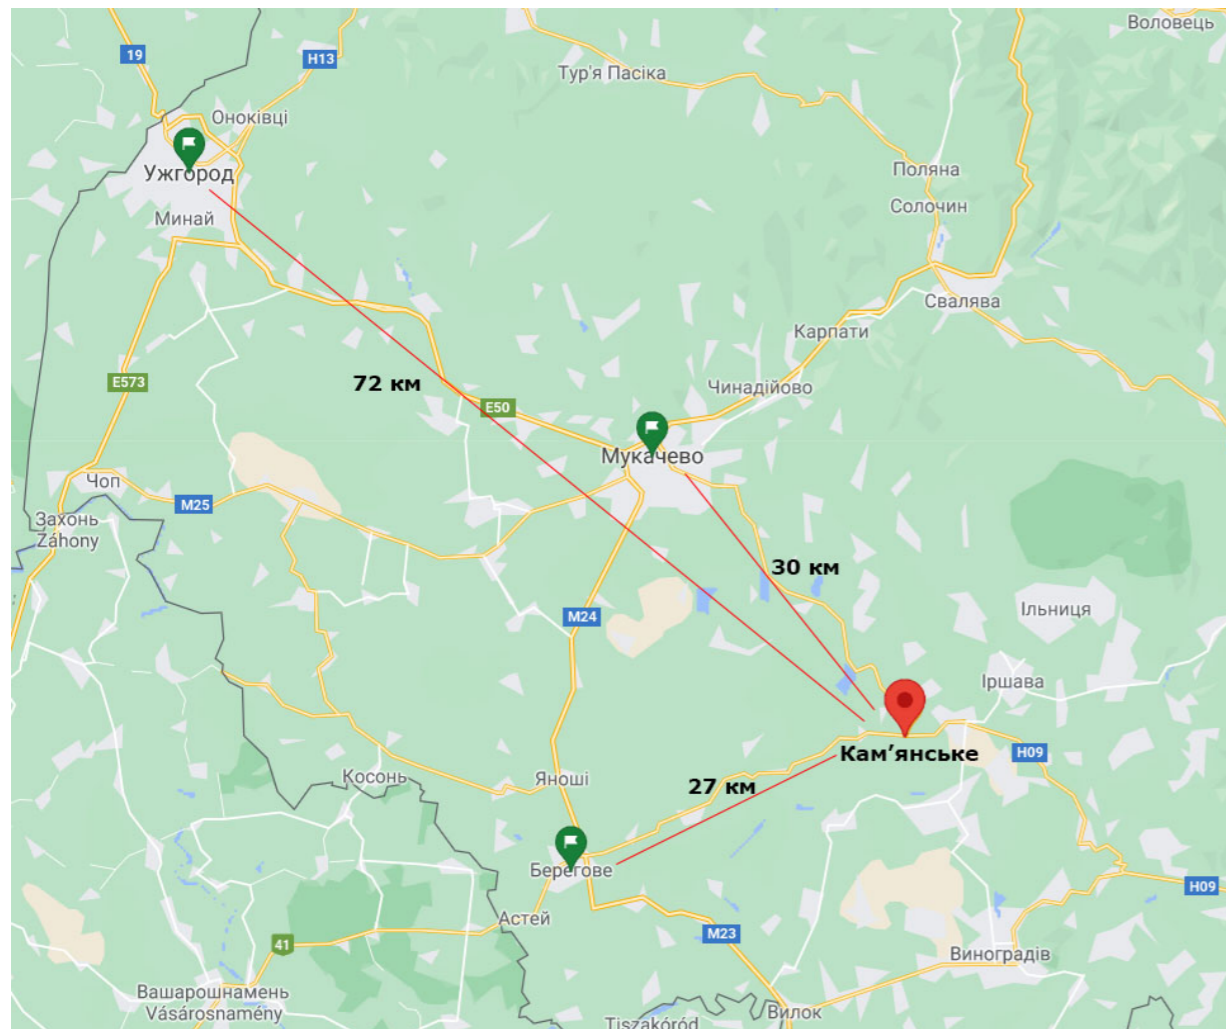 Воловець
19
H13
Тур'я Пасіка
Оноківці
Ужгород
Поляна
Солочин
Минай
Свалява
Карпати
E573
72 км
Чинадійово
E50
Мукачево
Чоп
M25
Захонь
Záhony
30 км
M24
Ільниця
Іршава
Кам’янське
H09
Косонь
Яноші
27 км
Берегове
H09
Астей
M23
41
Виноградів
Вашарошнамень
Vásárosnamény
Вилок
Tiszakóród